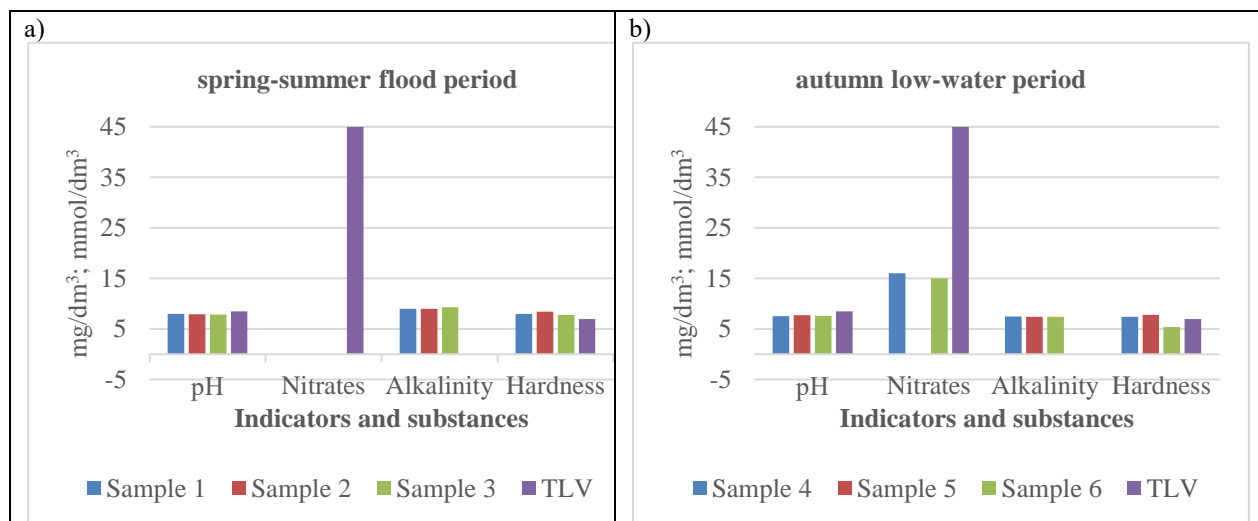 a)
spring-summer flood period
mg/dm³; mmol/dm³
45
35
25
15
5
-5
pH Nitrates Alkalinity Hardness
Indicators and substances
Sample 1 Sample 2 Sample 3 TLV
b)
autumn low-water period
mg/dm³; mmol/dm³
45
35
25
15
5
-5
pH Nitrates Alkalinity Hardness
Indicators and substances
Sample 4 Sample 5 Sample 6 TLV